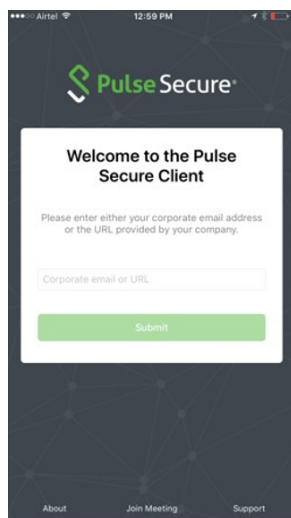 Airtel 12:59 PM
Pulse Secure®
Welcome to the Pulse
Secure Client
Please enter either your corporate email address
or the URL provided by your company.
Corporate email or URL
Submit
About Join Meeting Support